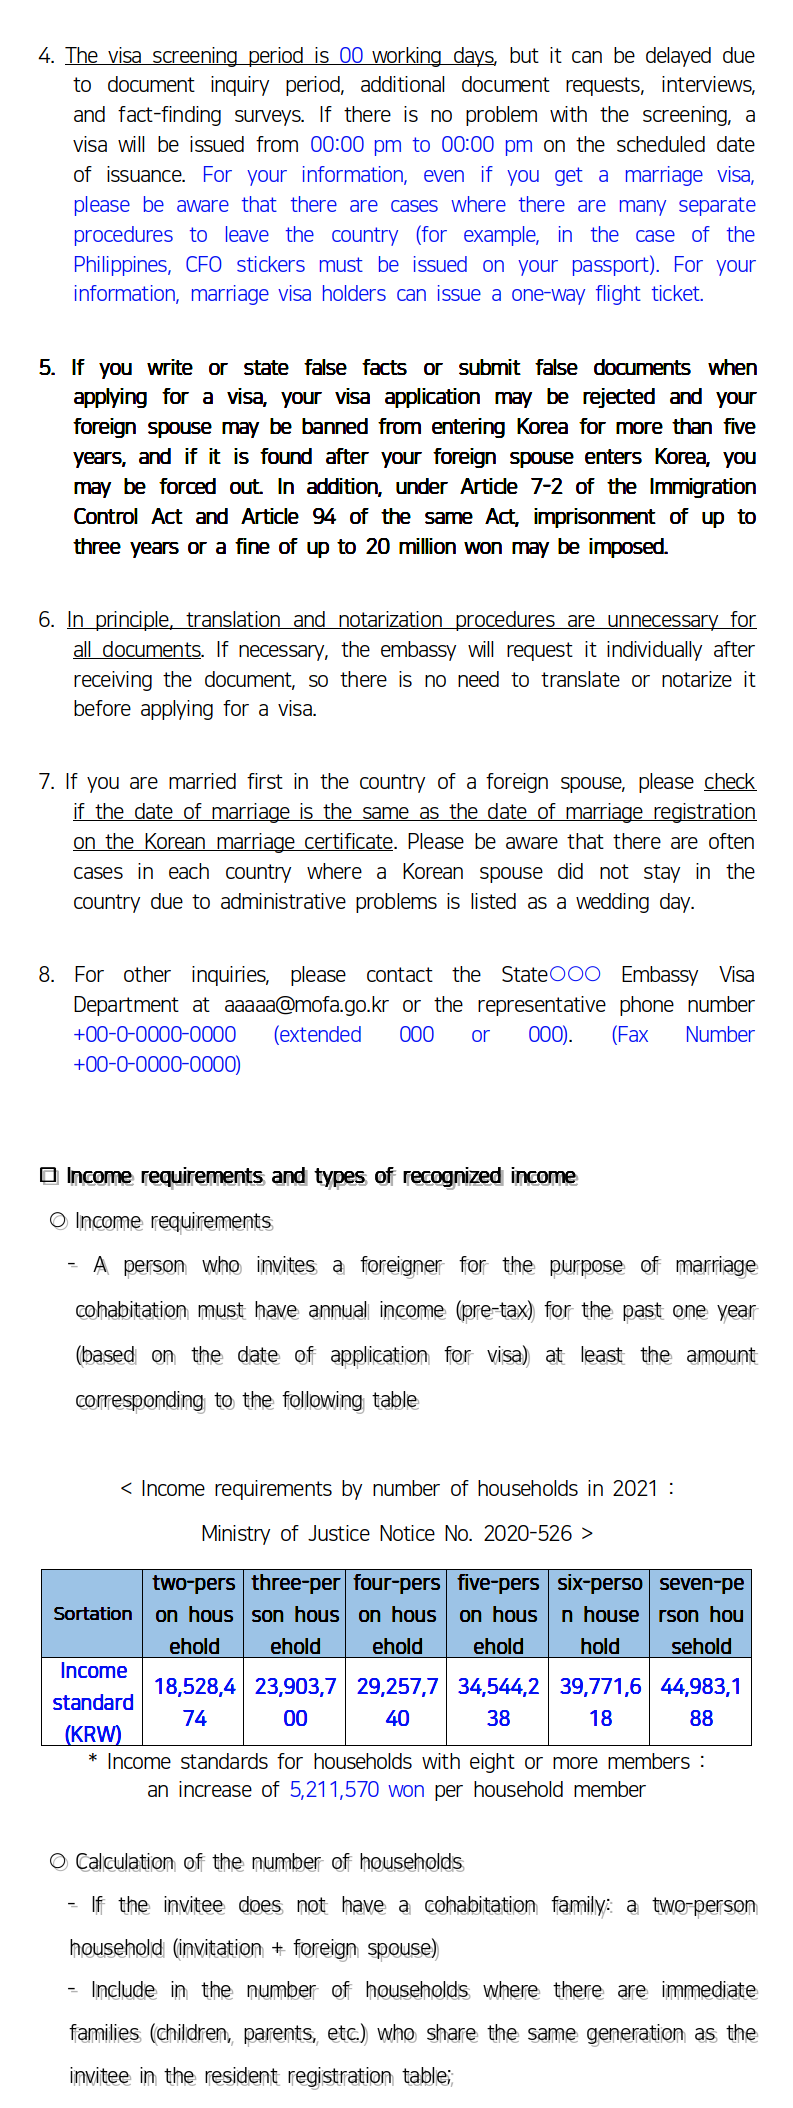 4. The visa screening period is 00 working days, but it can be delayed due
to document inquiry period, additional document requests, interviews,
and fact-finding surveys. If there is no problem with the screening, a
visa will be issued from 00:00 pm to 00:00 pm on the scheduled date
of issuance. For your information, even if you get a marriage visa,
please be aware that there are cases where there are many separate
procedures to leave the country (for example, in the case of the
Philippines, CFO stickers must be issued on your passport). For your
information, marriage visa holders can issue a one-way flight ticket.
5. If you write or state false facts or submit false documents when
applying for a visa, your visa application may be rejected and your
foreign spouse may be banned from entering Korea for more than five
years, and if it is found after your foreign spouse enters Korea, you
may be forced out. In addition, under Article 7-2 of the Immigration
Control Act and Article 94 of the same Act, imprisonment of up to
three years or a fine of up to 20 million won may be imposed.
6. In principle, translation and notarization procedures are unnecessary for
all documents. If necessary, the embassy will request it individually after
receiving the document, so there is no need to translate or notarize it
before applying for a visa.
7. If you are married first in the country of a foreign spouse, please check
if the date of marriage is the same as the date of marriage registration
on the Korean marriage certificate. Please be aware that there are often
cases in each country where a Korean spouse did not stay in the
country due to administrative problems is listed as a wedding day.
8. For other inquiries, please contact the State○○○ Embassy Visa
Department at aaaaa@mofa.go.kr or the representative phone number
+00-0-0000-0000 (extended 000 or 000). (Fax Number
+00-0-0000-0000)
□ Income requirements and types of recognized income
○ Income requirements
- A person who invites a foreigner for the purpose of marriage
cohabitation must have annual income (pre-tax) for the past one year
(based on the date of application for visa) at least the amount
corresponding to the following table
< Income requirements by number of households in 2021 :
Ministry of Justice Notice No. 2020-526 >
Sortation two-person household three-person household four-person household five-person household six-person household seven-person household
Income standard (KRW) 18,528,474 23,903,700 29,257,740 34,544,238 39,771,618 44,983,188
* Income standards for households with eight or more members :
an increase of 5,211,570 won per household member
○ Calculation of the number of households
- If the invitee does not have a cohabitation family: a two-person
household (invitation + foreign spouse)
- Include in the number of households where there are immediate
families (children, parents, etc.) who share the same generation as the
invitee in the resident registration table;